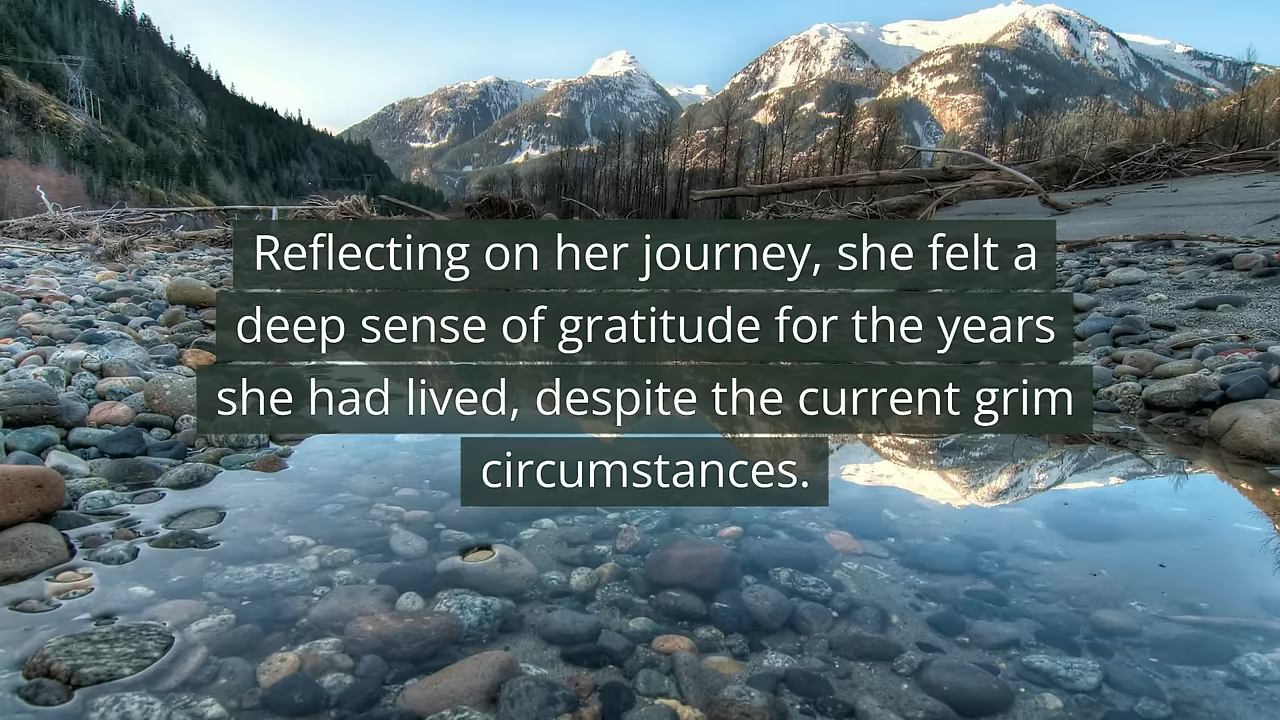 Reflecting on her journey, she felt a
deep sense of gratitude for the years
she had lived, despite the current grim
circumstances.